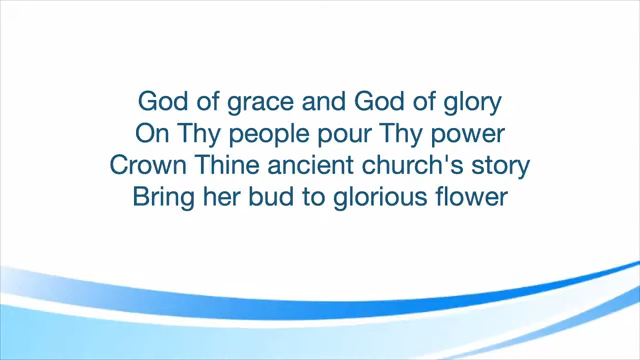 God of grace and God of glory
On Thy people pour Thy power
Crown Thine ancient church's story
Bring her bud to glorious flower